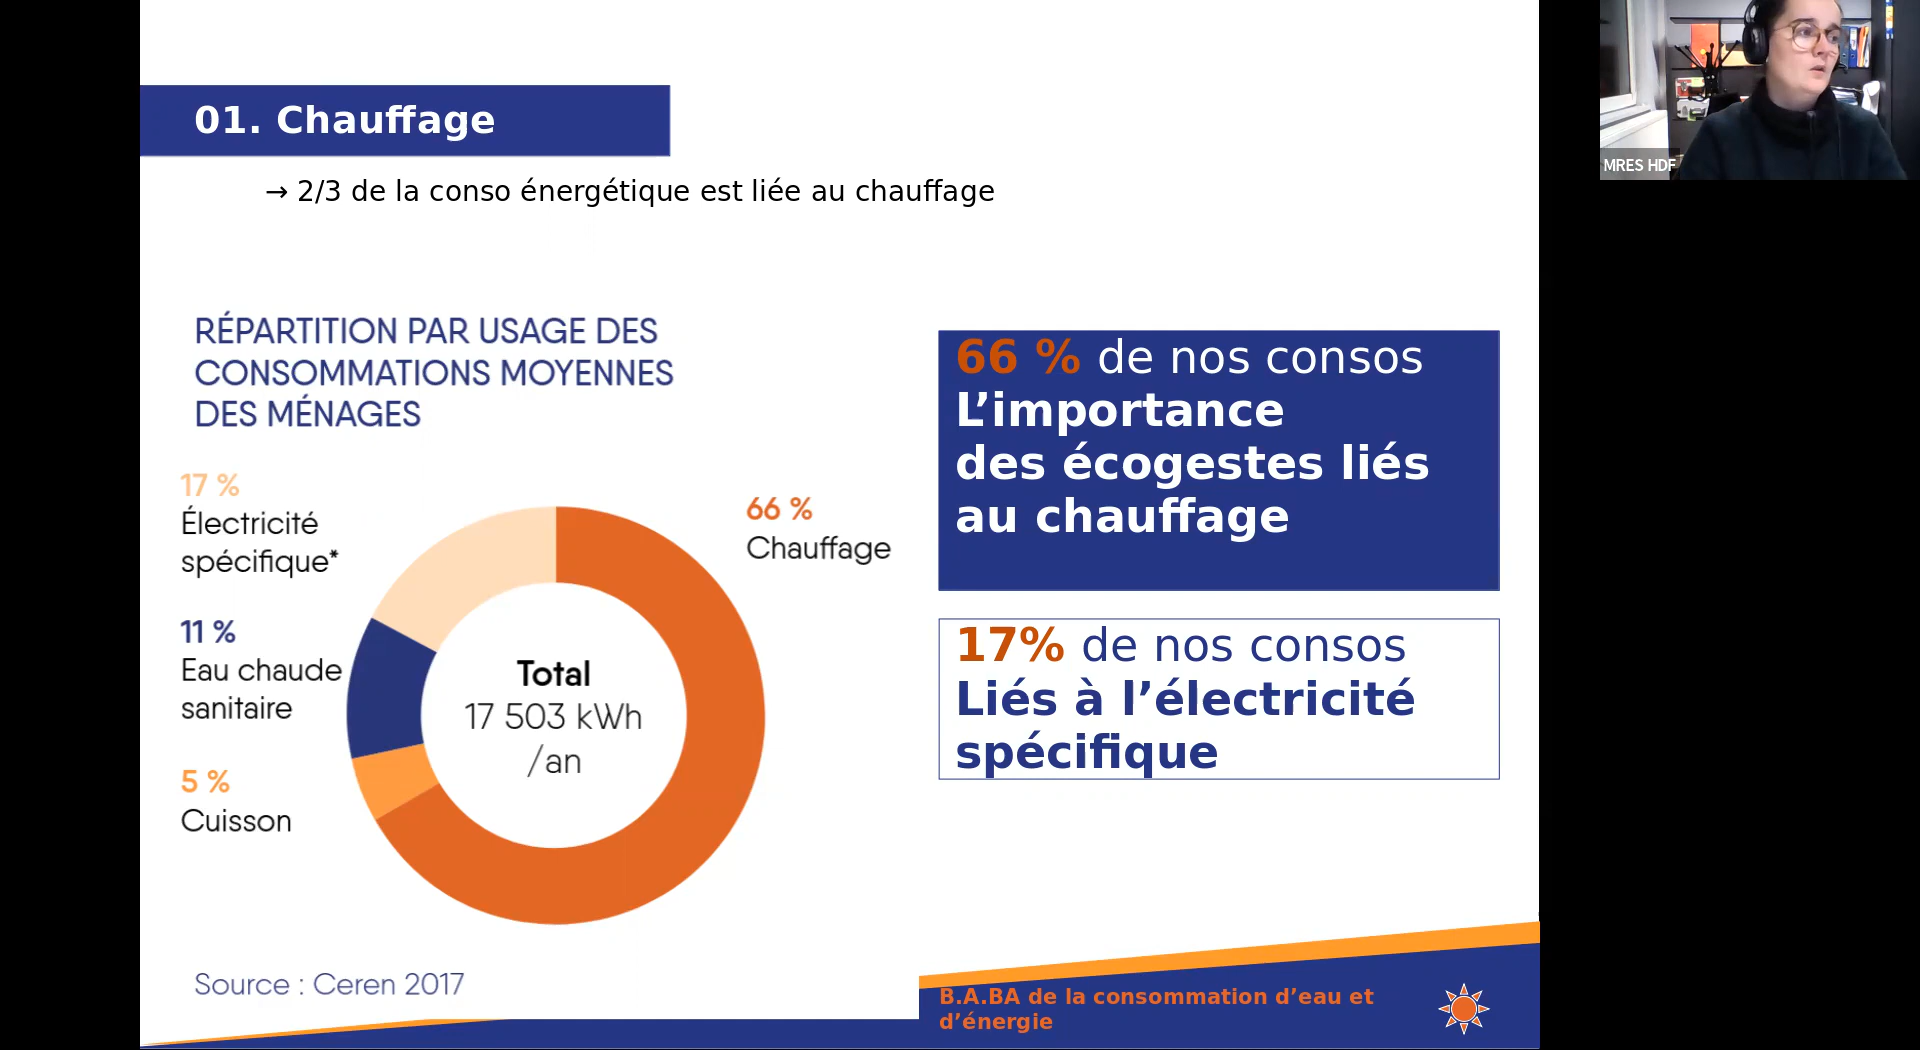 01. Chauffage
→ 2/3 de la conso énergétique est liée au chauffage
RÉPARTITION PAR USAGE DES
CONSOMMATIONS MOYENNES
DES MÉNAGES
17 %
Électricité
spécifique*
11 %
Eau chaude
sanitaire
5 %
Cuisson
66 %
Chauffage
Total
17 503 kWh
/an
Source : Ceren 2017
66 % de nos consos
L’importance
des écogestes liés
au chauffage
17% de nos consos
Liés à l’électricité
spécifique
B.A.BA de la consommation d’eau et
d’énergie
MRES HDF